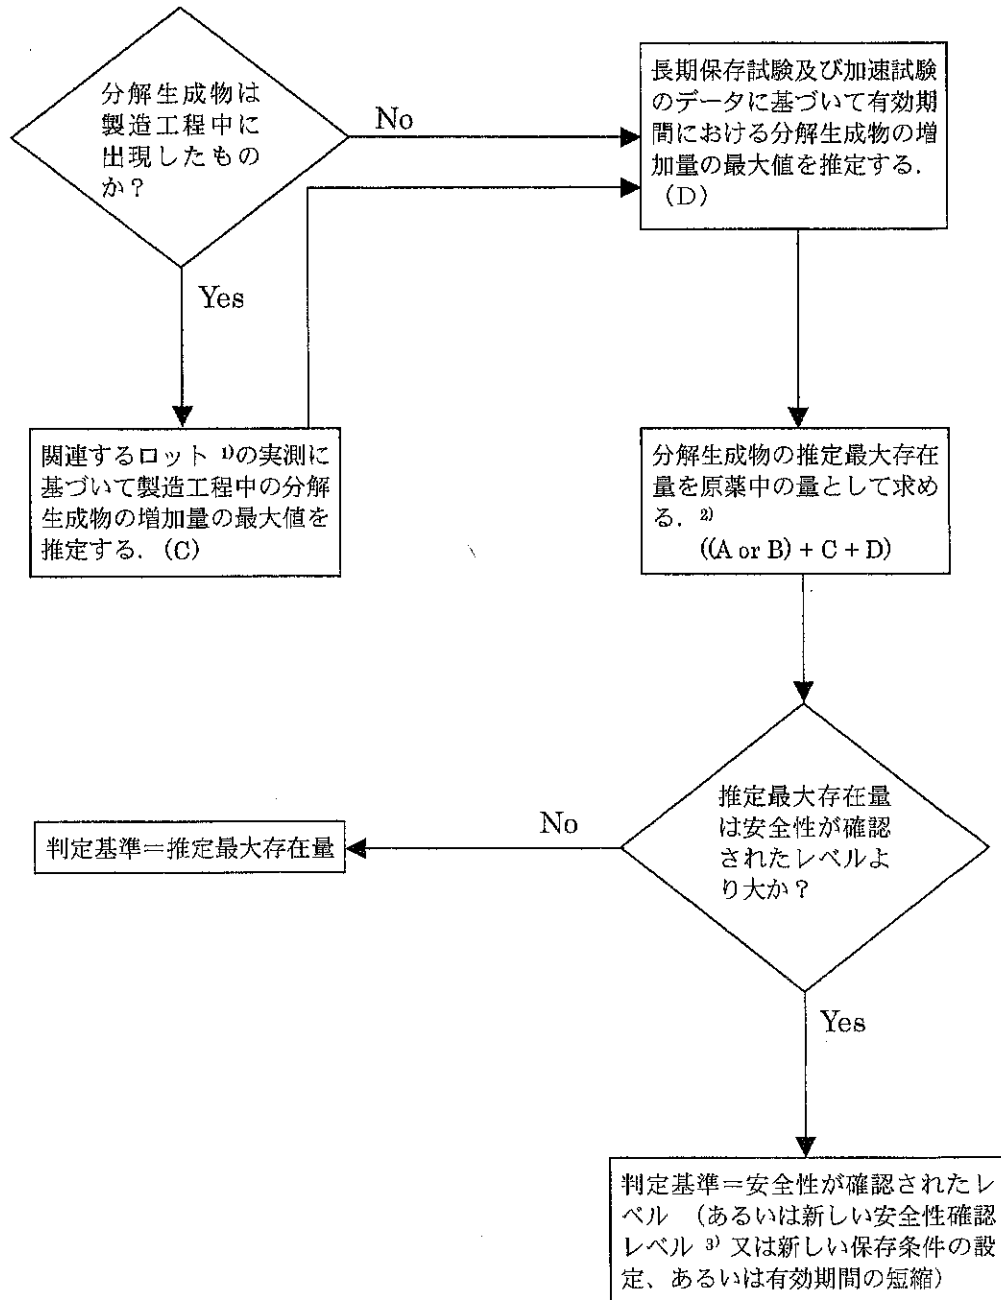 分解生成物は
製造工程中に
出現したもの
か？
No
長期保存試験及び加速試験
のデータに基づいて有効期
間における分解生成物の増
加量の最大値を推定する．
(D)
Yes
関連するロット 1)の実測に
基づいて製造工程中の分解
生成物の増加量の最大値を
推定する．(C)
分解生成物の推定最大存在
量を原薬中の量として求め
る．2)
((A or B) + C + D)
推定最大存在量
は安全性が確認
されたレベルよ
り大か？
No
判定基準＝推定最大存在量
Yes
判定基準＝安全性が確認されたレ
ベル （あるいは新しい安全性確認
レベル 3) 又は新しい保存条件の設
定、あるいは有効期間の短縮）